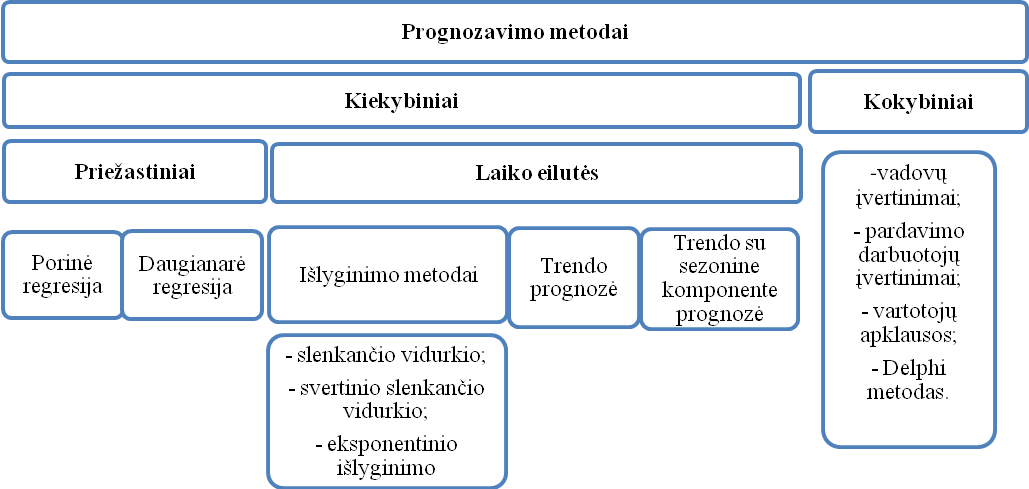 Prognozavimo metodai
Kiekybiniai
Kokybiniai
Priežastiniai
Laiko eilutės
Porinė
regresija
Daugianarė
regresija
Išlyginimo metodai
Trendo
prognozė
Trendo su
sezonine
komponente
prognozė
- slenkančio vidurkio;
- svertinio slenkančio
vidurkio;
- eksponentinio
išlyginimo
-vadovų
įvertinimai;
- pardavimo
darbuotojų
įvertinimai;
- vartotojų
apklausos;
- Delphi
metodas.